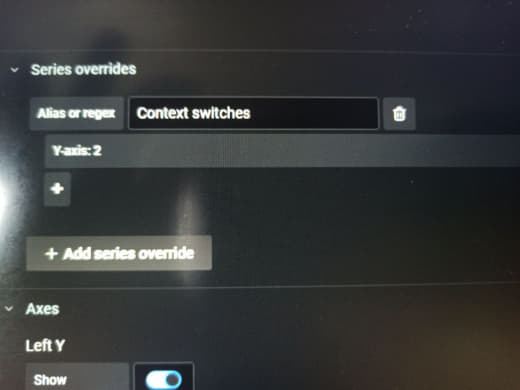 Series overrides
Alias or regex Context switches
Y-axis: 2
+
+ Add series override
Axes
Left Y
Show